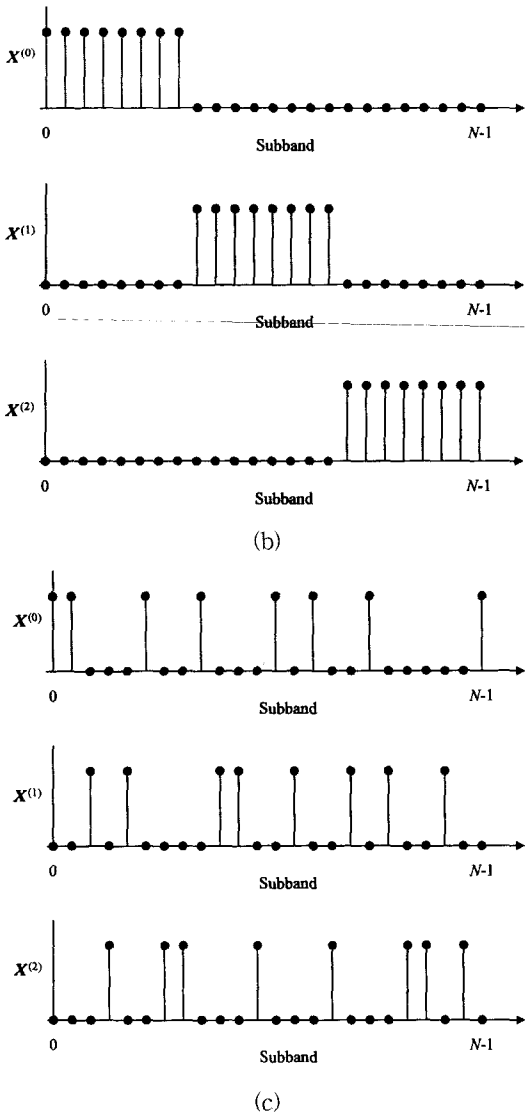 X(0)
0 N-1
Subband
X(1)
0 N-1
Subband
X(2)
0 N-1
Subband
(b)
X(0)
0 N-1
Subband
X(1)
0 N-1
Subband
X(2)
0 N-1
Subband
(c)